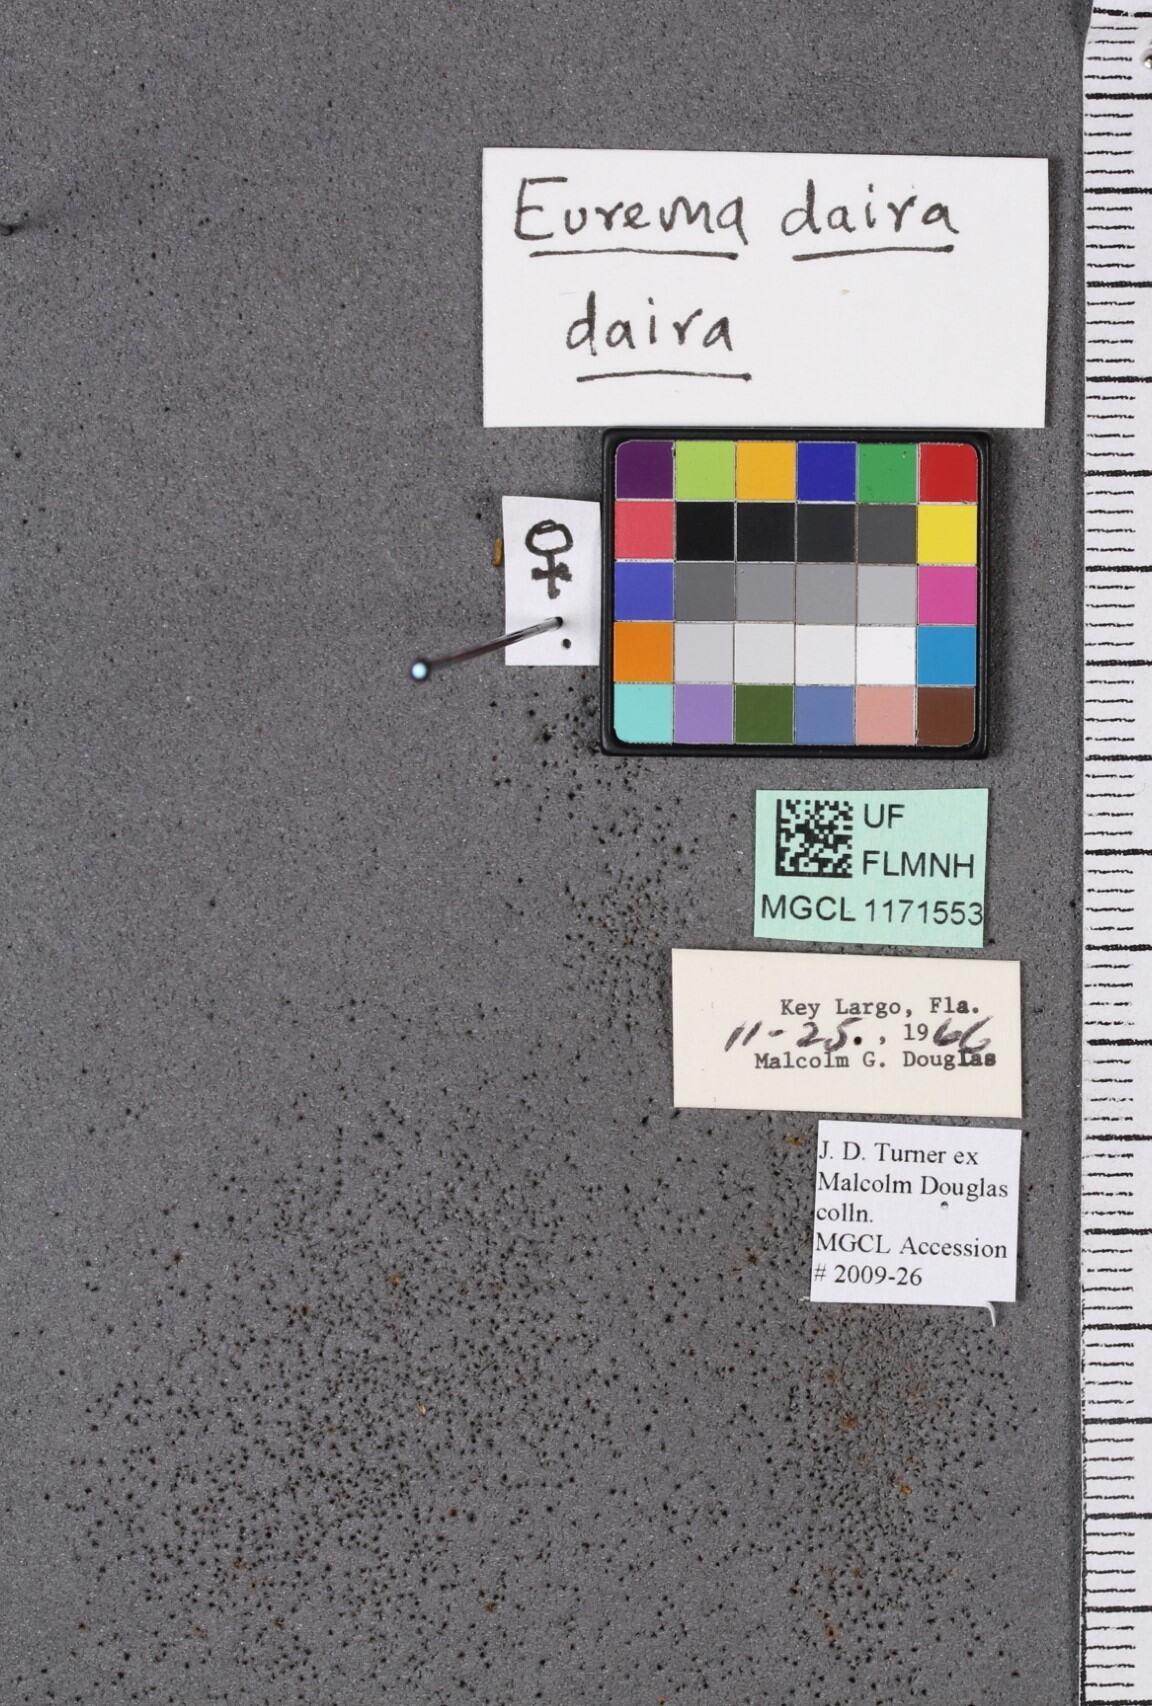 Eurema daira
daira
♀
UF
FLMNH
MGCL 1171553
Key Largo, Fla.
11-25., 1966
Malcolm G. Douglas
J. D. Turner ex
Malcolm Douglas
colln.
MGCL Accession
# 2009-26